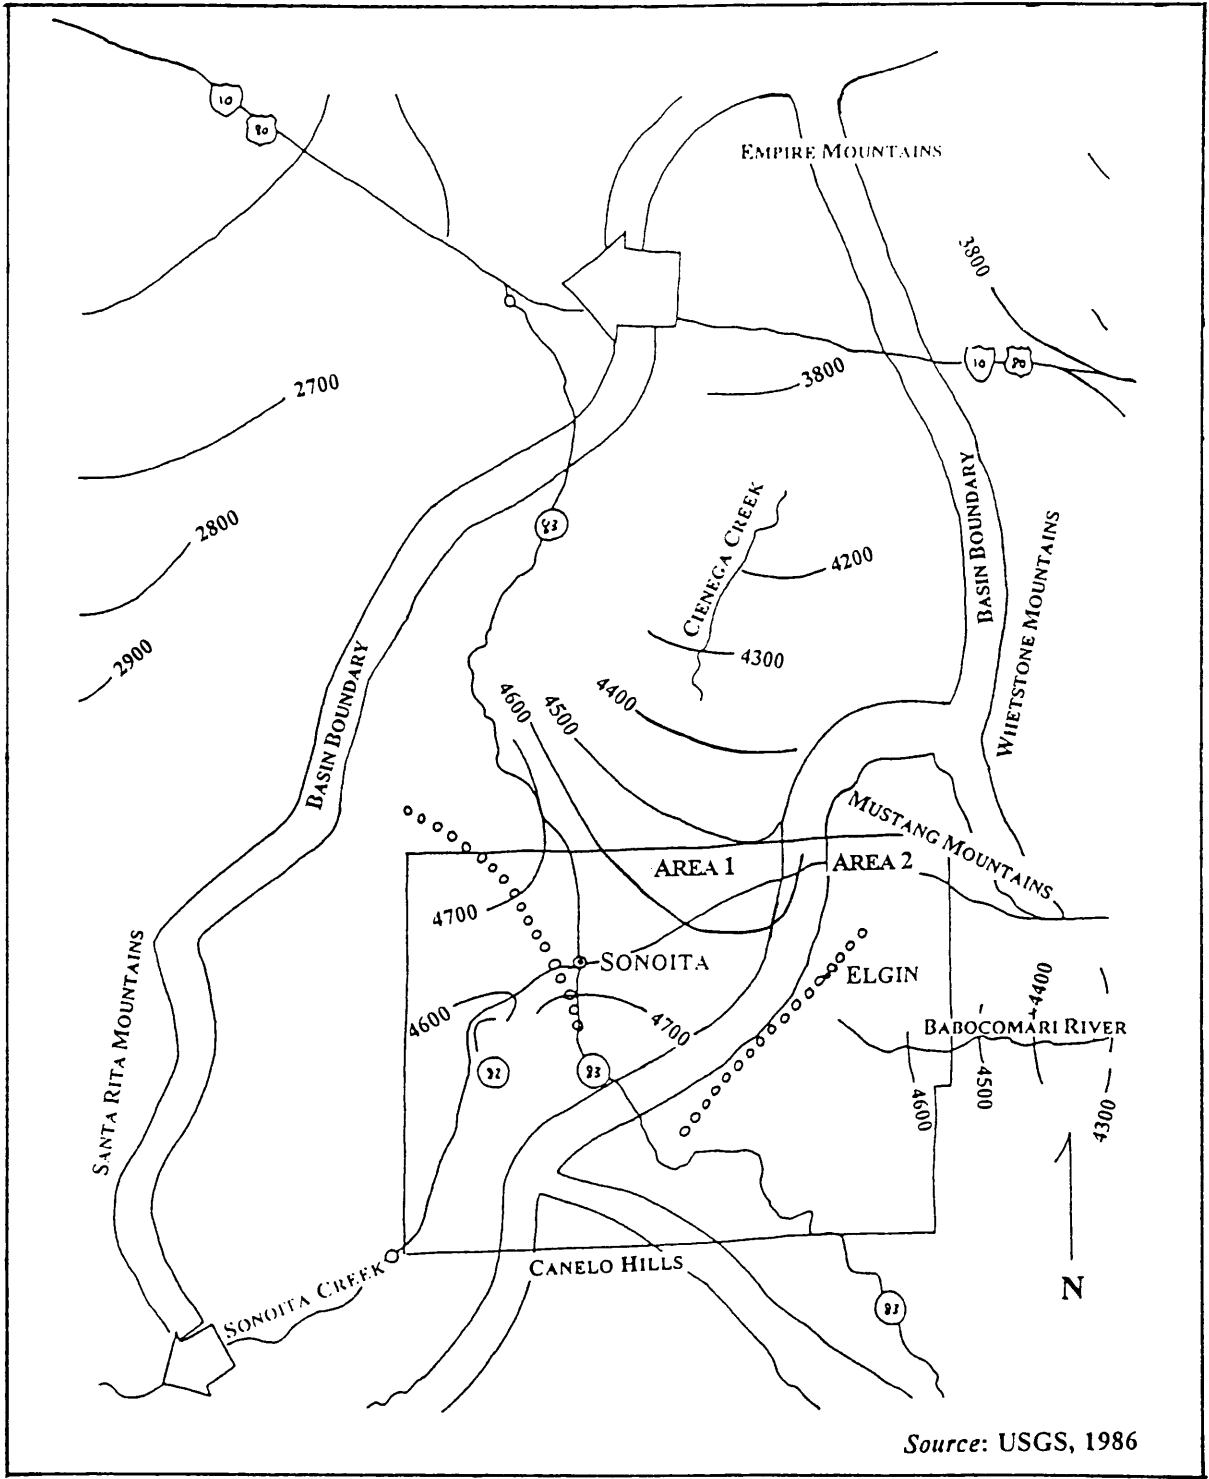 10
80
EMPIRE MOUNTAINS
3800
10
80
3800
2700
BASIN BOUNDARY
CIENEGA CREEK
83
2800
4200
WHETSTONE MOUNTAINS
2900
4300
BASIN BOUNDARY
4600
4500
4400
MUSTANG MOUNTAINS
AREA 1
AREA 2
4700
SONOITA
ELGIN
SANTA RITA MOUNTAINS
4600
4700
4400
BABOCOMARI RIVER
82
83
4600
4500
4300
SONOITA CREEK
CANELO HILLS
N
83
Source: USGS, 1986